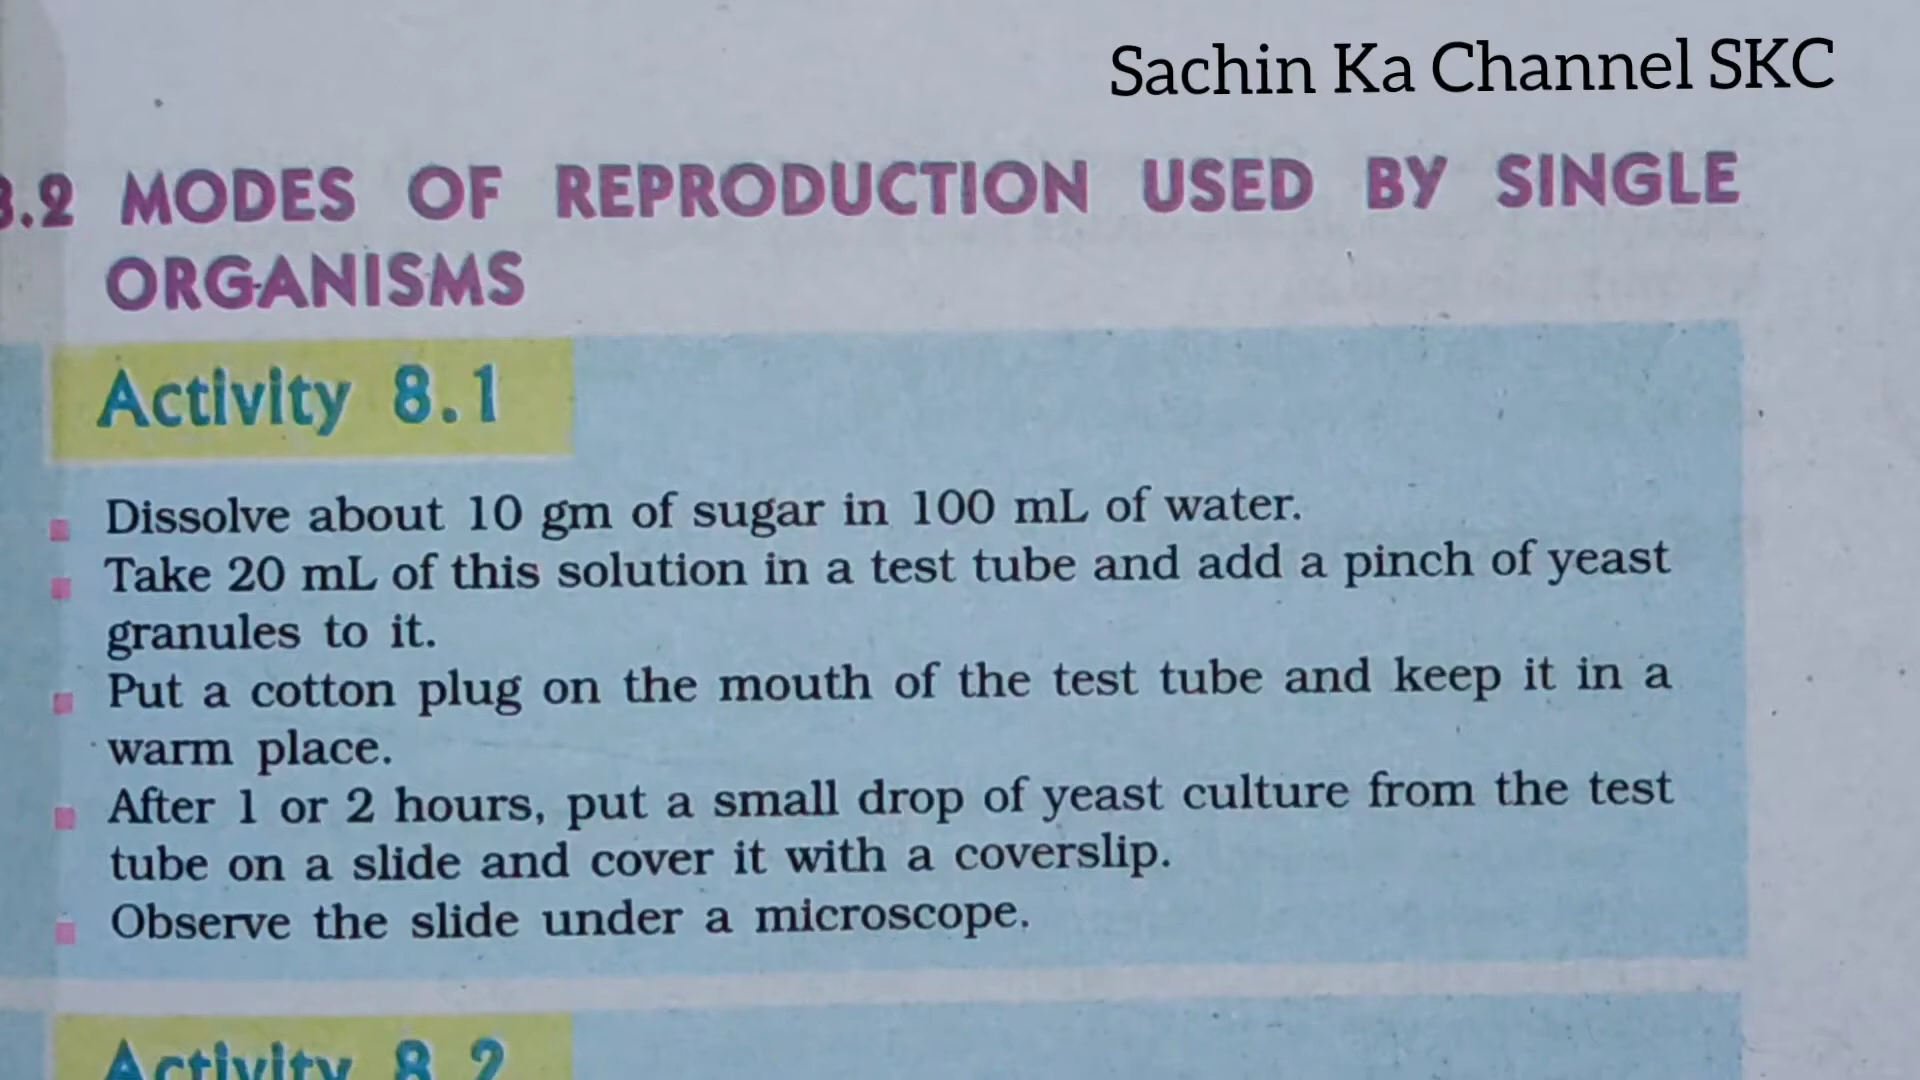 Sachin Ka Channel SKC
8.2 MODES OF REPRODUCTION USED BY SINGLE
ORGANISMS
Activity 8.1
Dissolve about 10 gm of sugar in 100 mL of water.
Take 20 mL of this solution in a test tube and add a pinch of yeast
granules to it.
Put a cotton plug on the mouth of the test tube and keep it in a
warm place.
After 1 or 2 hours, put a small drop of yeast culture from the test
tube on a slide and cover it with a coverslip.
Observe the slide under a microscope.
Activity 8.2